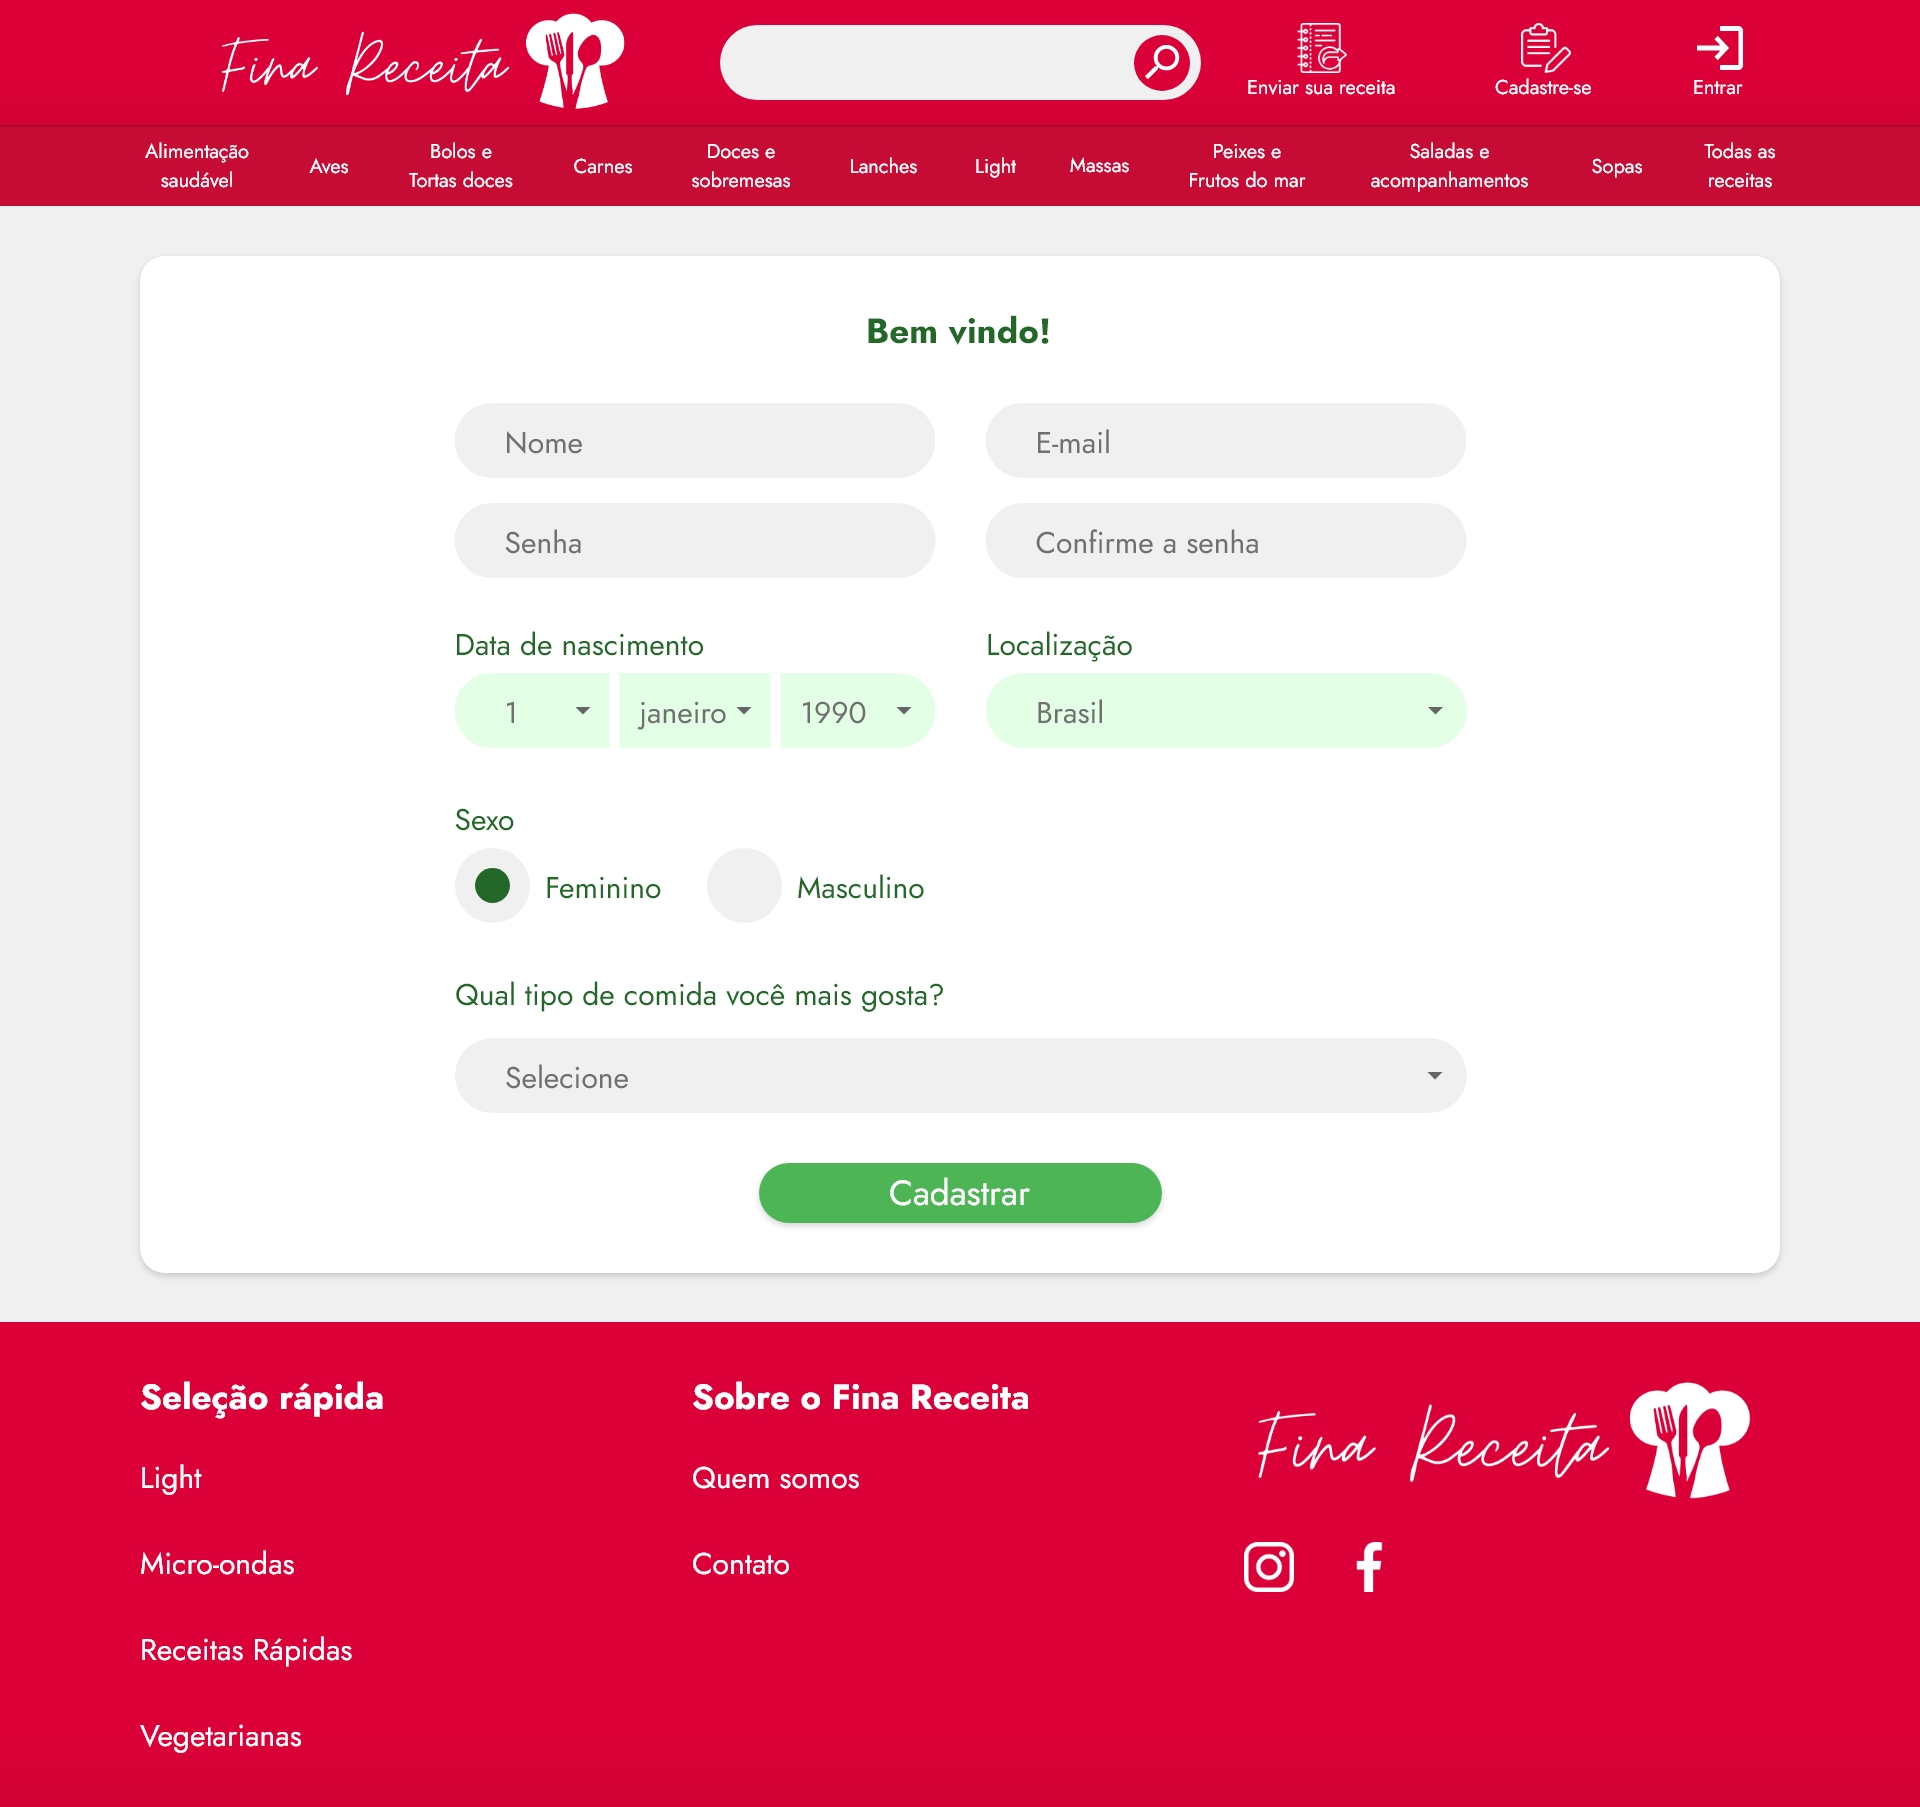 Fina Receita
Enviar sua receita
Cadastre-se
Entrar
Alimentação
saudável
Aves
Bolos e
Tortas doces
Carnes
Doces e
sobremesas
Lanches
Light
Massas
Peixes e
Frutos do mar
Saladas e
acompanhamentos
Sopas
Todas as
receitas
Bem vindo!
Nome
E-mail
Senha
Confirme a senha
Data de nascimento
Localização
1
janeiro
1990
Brasil
Sexo
Feminino
Masculino
Qual tipo de comida você mais gosta?
Selecione
Cadastrar
Seleção rápida
Light
Micro-ondas
Receitas Rápidas
Vegetarianas
Sobre o Fina Receita
Quem somos
Contato
Fina Receita